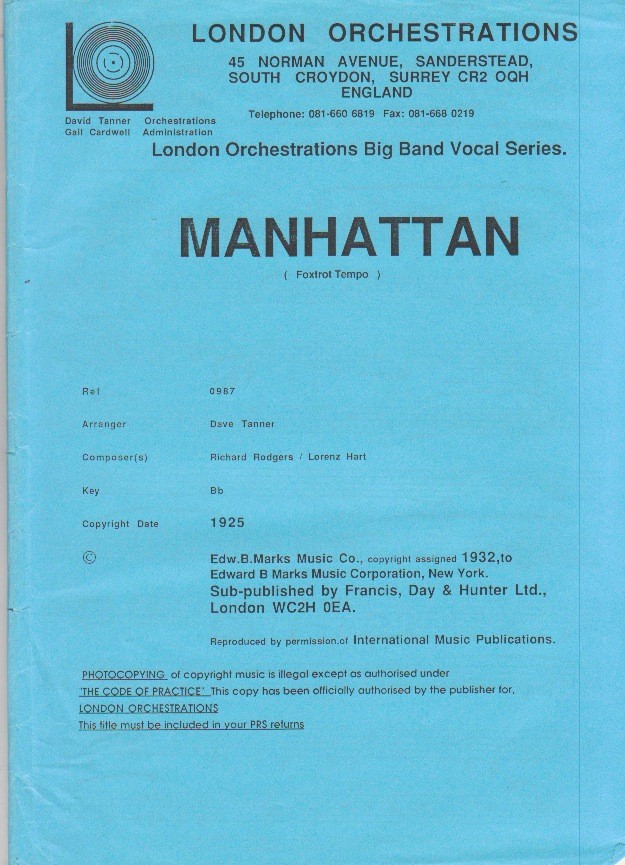 LONDON ORCHESTRATIONS
45 NORMAN AVENUE, SANDERSTEAD,
SOUTH CROYDON, SURREY CR2 OQH
ENGLAND
Telephone: 081-660 6819 Fax: 081-668 0219
David Tanner Orchestrations
Gail Cardwell Administration
London Orchestrations Big Band Vocal Series.
MANHATTAN
( Foxtrot Tempo )
Ref 0987
Arranger Dave Tanner
Composer(s) Richard Rodgers / Lorenz Hart
Key Bb
Copyright Date 1925
© Edw.B.Marks Music Co., copyright assigned 1932,to
Edward B Marks Music Corporation, New York.
Sub-published by Francis, Day & Hunter Ltd.,
London WC2H 0EA.
Reproduced by permission.of International Music Publications.
PHOTOCOPYING of copyright music is illegal except as authorised under
'THE CODE OF PRACTICE' This copy has been officially authorised by the publisher for,
LONDON ORCHESTRATIONS
This title must be included in your PRS returns